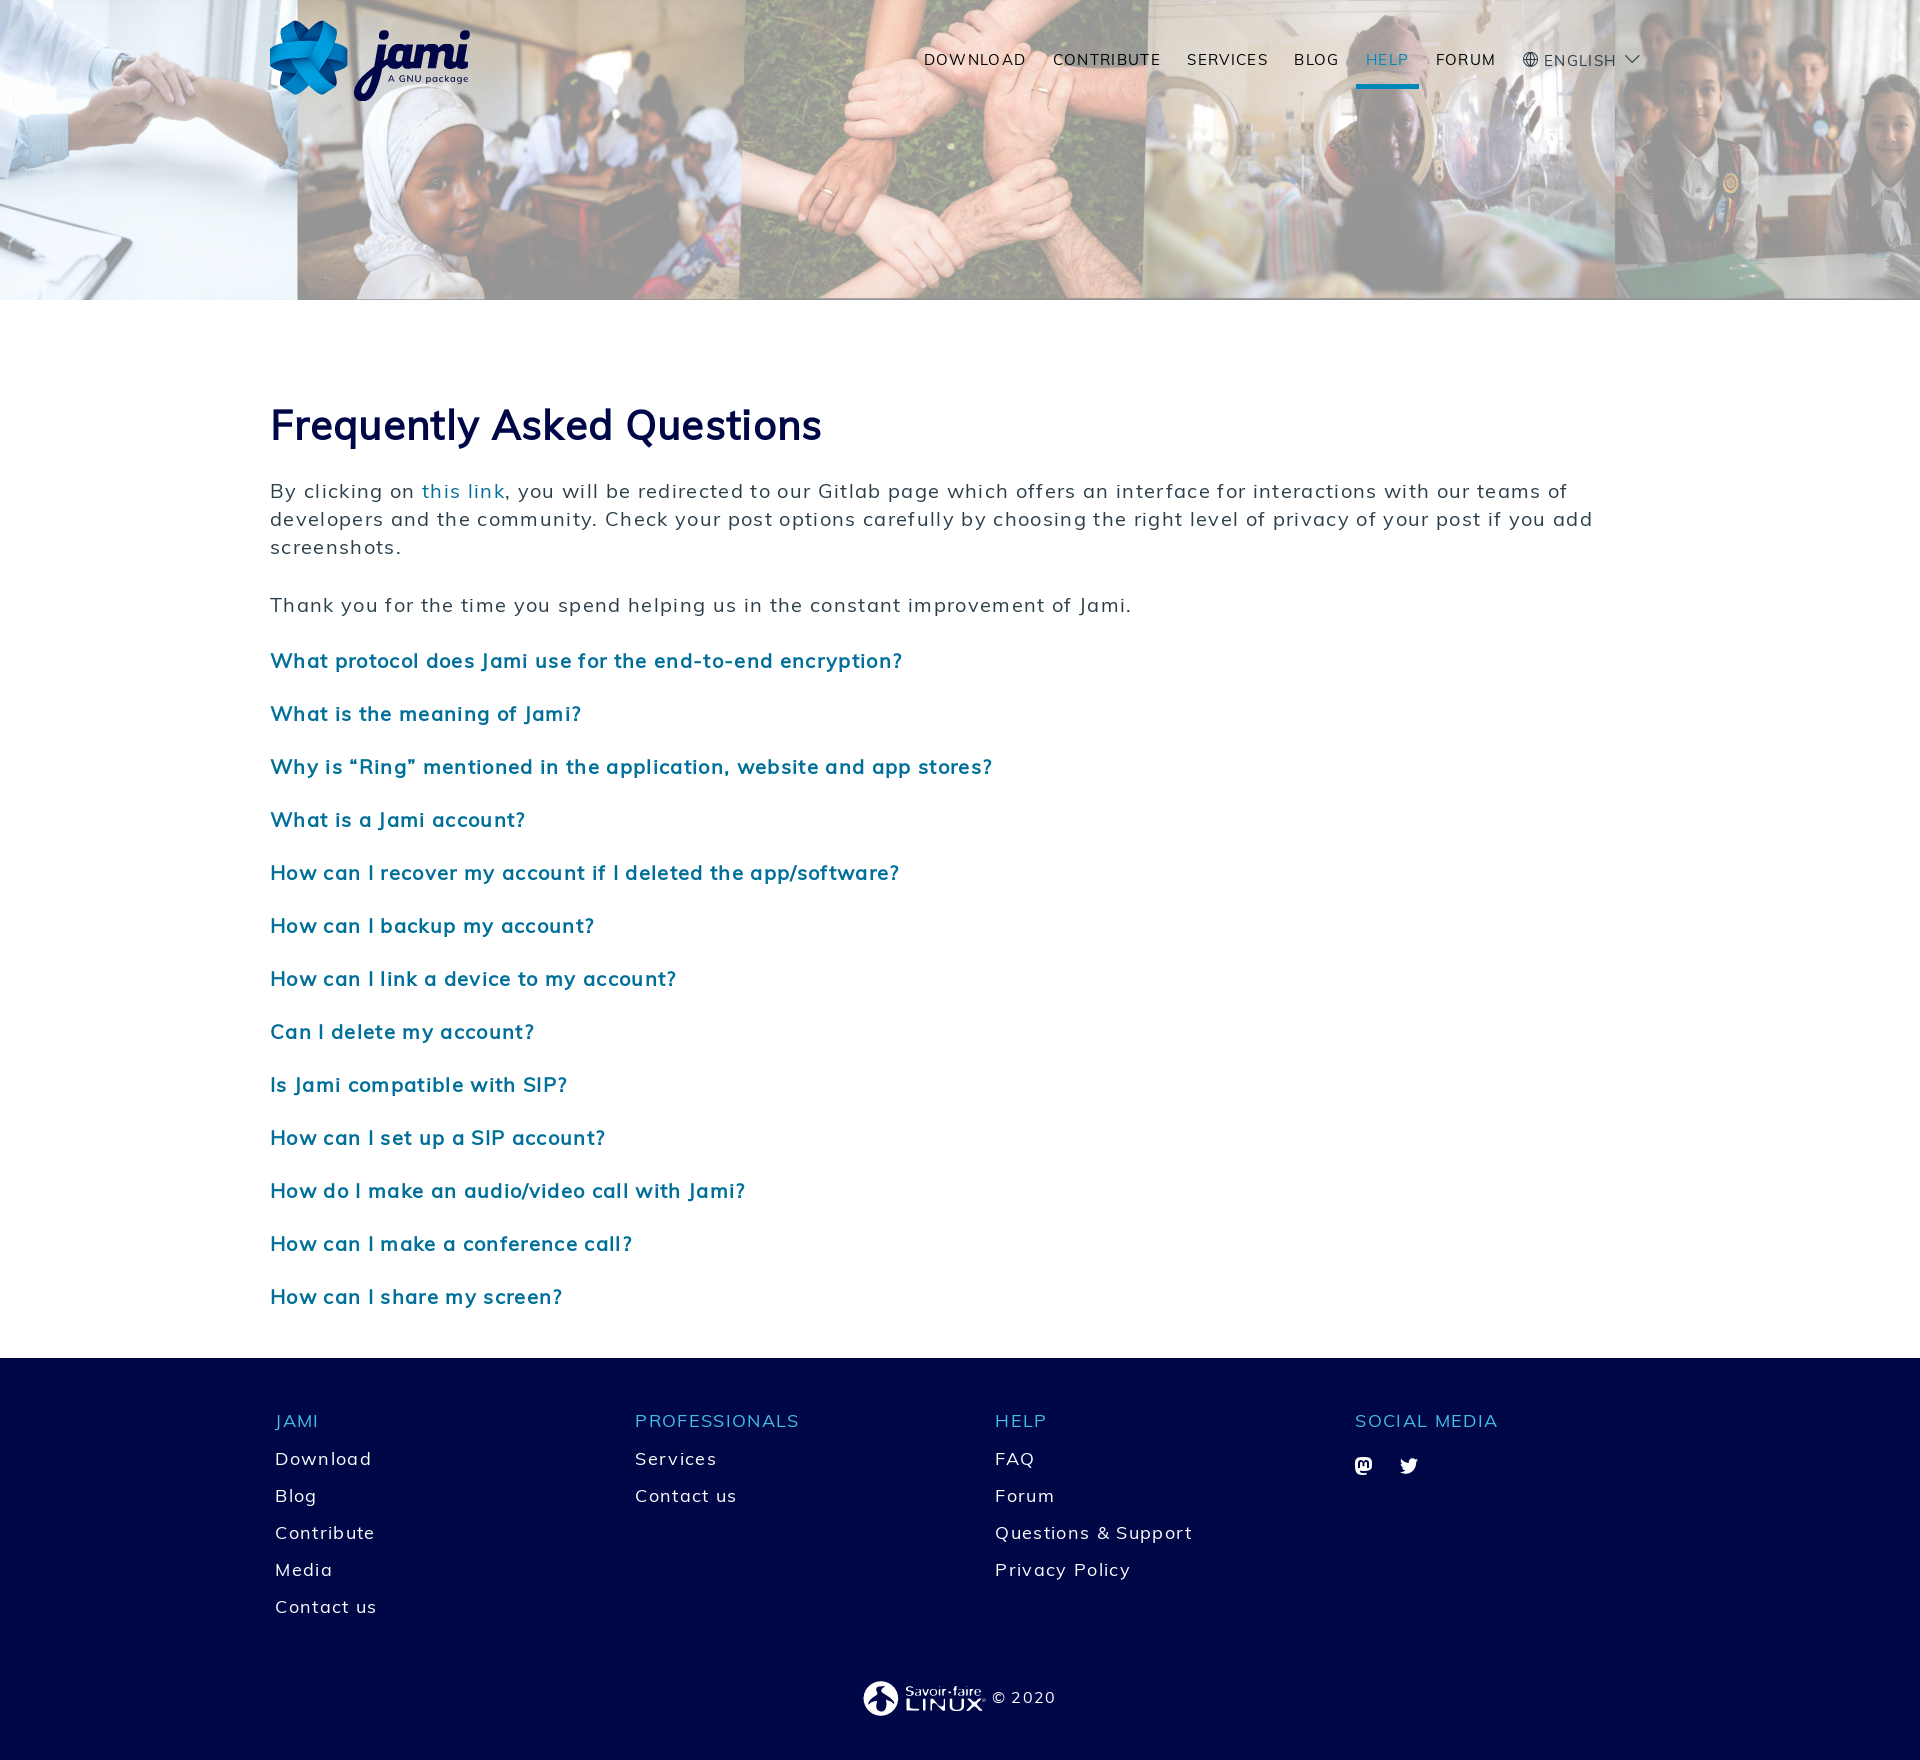 jami
A GNU package
DOWNLOAD CONTRIBUTE SERVICES BLOG HELP FORUM ENGLISH
Frequently Asked Questions
By clicking on this link, you will be redirected to our Gitlab page which offers an interface for interactions with our teams of
developers and the community. Check your post options carefully by choosing the right level of privacy of your post if you add
screenshots.
Thank you for the time you spend helping us in the constant improvement of Jami.
What protocol does Jami use for the end-to-end encryption?
What is the meaning of Jami?
Why is “Ring” mentioned in the application, website and app stores?
What is a Jami account?
How can I recover my account if I deleted the app/software?
How can I backup my account?
How can I link a device to my account?
Can I delete my account?
Is Jami compatible with SIP?
How can I set up a SIP account?
How do I make an audio/video call with Jami?
How can I make a conference call?
How can I share my screen?
JAMI
Download
Blog
Contribute
Media
Contact us
PROFESSIONALS
Services
Contact us
HELP
FAQ
Forum
Questions & Support
Privacy Policy
SOCIAL MEDIA
Savoir-faire
LINUX® © 2020